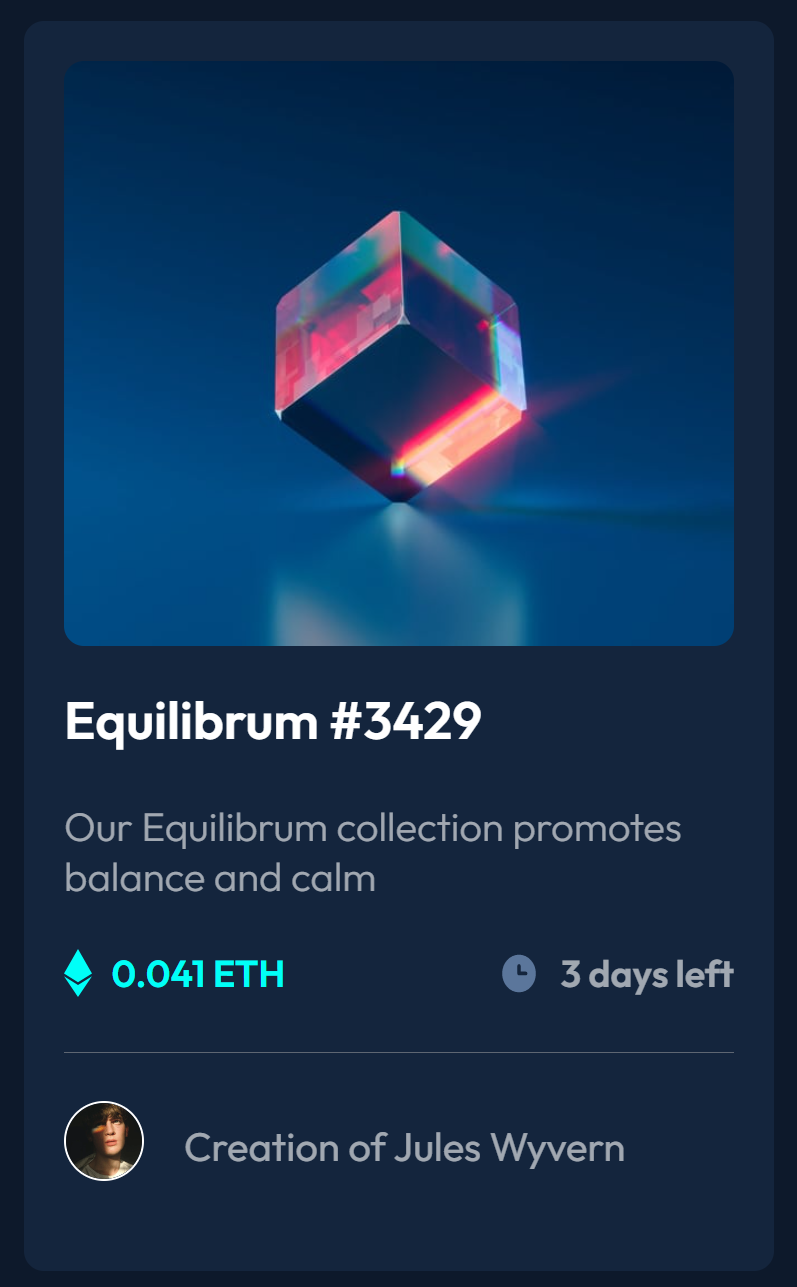 Equilibrum #3429
Our Equilibrum collection promotes
balance and calm
0.041 ETH
3 days left
Creation of Jules Wyvern